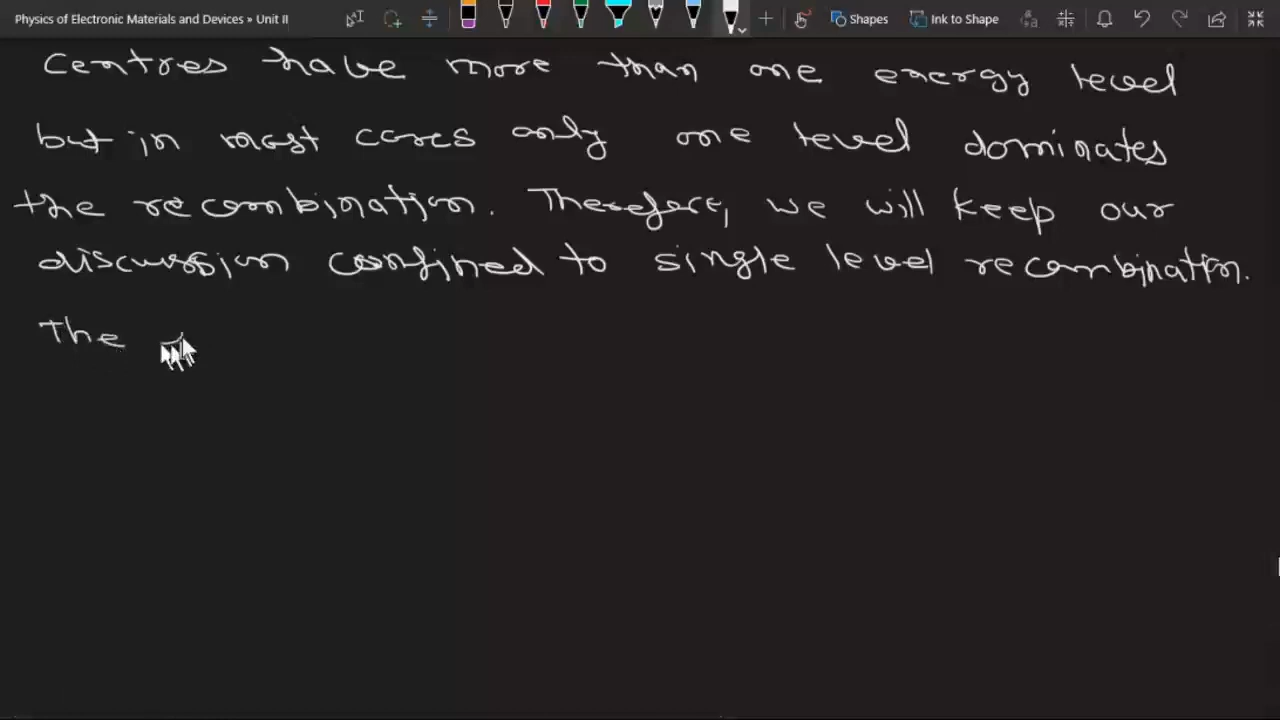 Physics of Electronic Materials and Devices » Unit II
Shapes
Ink to Shape
Centres have more than one energy level
but in most cases only one level dominates
the recombination. Therefore, we will keep our
discussion confined to single level recombination.
The